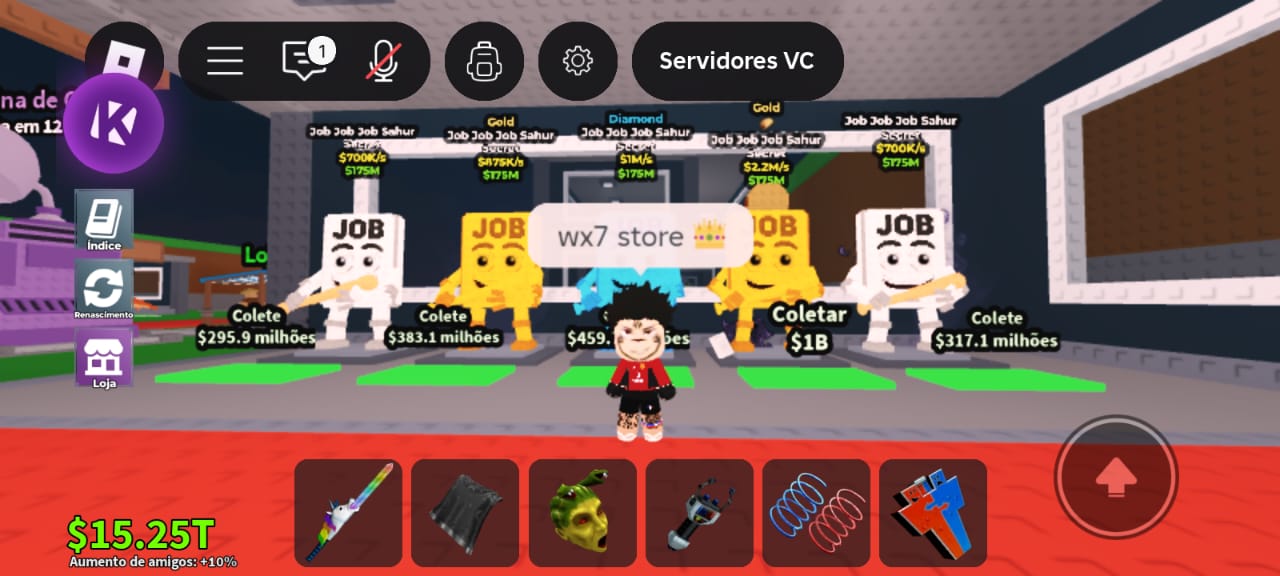 1
Servidores VC
na de
a em 12
Job Job Job Sahur
Secret
$700K/s
$175M
Gold
Job Job Job Sahur
Secret
$875K/s
$175M
Diamond
Job Job Job Sahur
Secret
$1M/s
$175M
Gold
Job Job Job Sahur
Secret
$2.2M/s
$175M
Job Job Job Sahur
Secret
$700K/s
$175M
wx7 store 👑
JOB
JOB
JOB
JOB
Índice
Renascimento
Loja
Lo
Colete
$295.9 milhões
Colete
$383.1 milhões
$459.
ões
Coletar
$1B
Colete
$317.1 milhões
$15.25T
Aumento de amigos: +10%